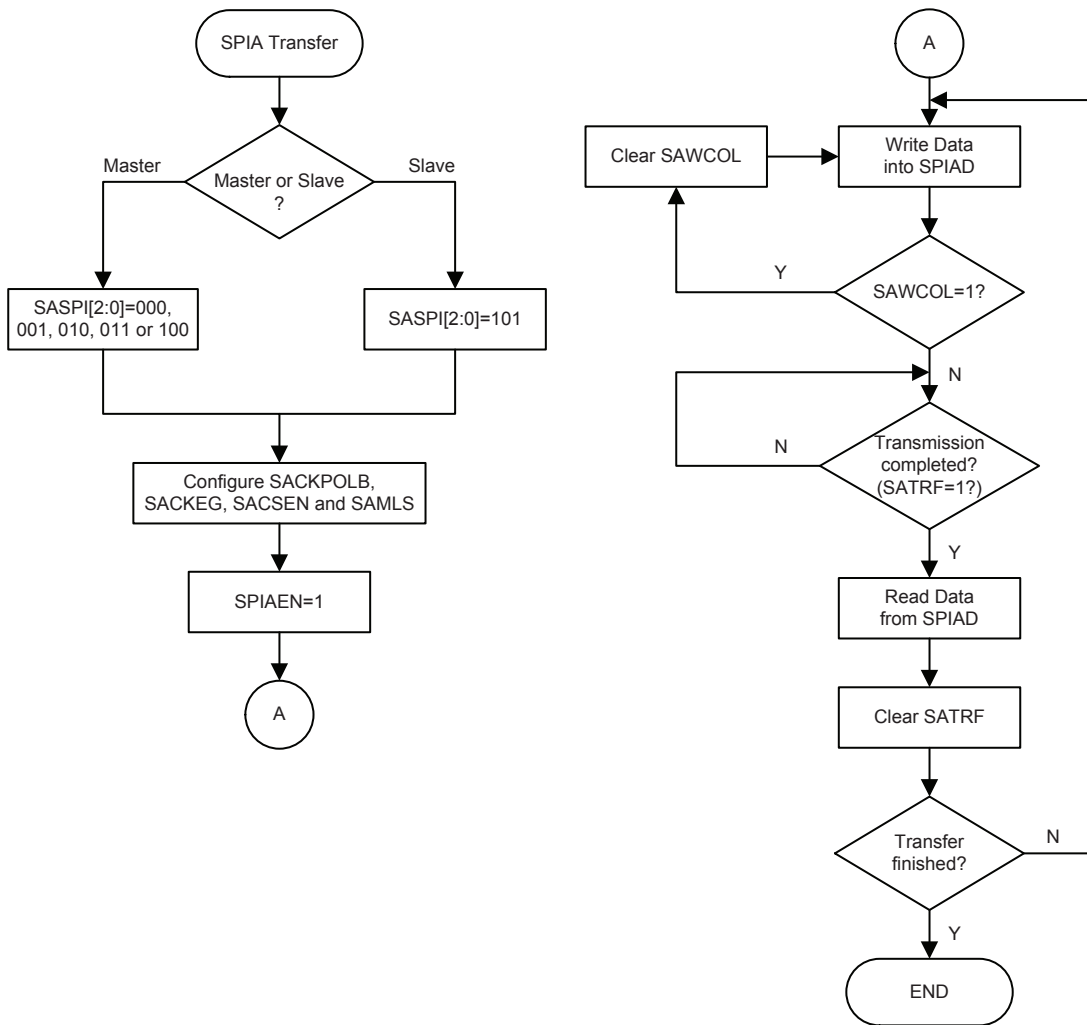 SPIA Transfer
Master
Master or Slave
?
Slave
SASPI[2:0]=000,
001, 010, 011 or 100
SASPI[2:0]=101
Configure SACKPOLB,
SACKEG, SACSEN and SAMLS
SPIAEN=1
A
A
Clear SAWCOL
Write Data
into SPIAD
Y
SAWCOL=1?
N
N
Transmission
completed?
(SATRF=1?)
Y
Read Data
from SPIAD
Clear SATRF
Transfer
finished?
N
Y
END